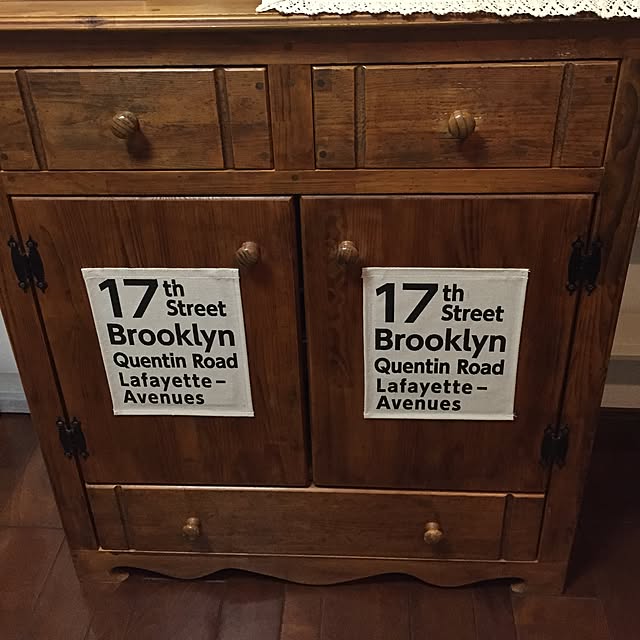 17th Street
Brooklyn
Quentin Road
Lafayette–
Avenues
17th Street
Brooklyn
Quentin Road
Lafayette–
Avenues